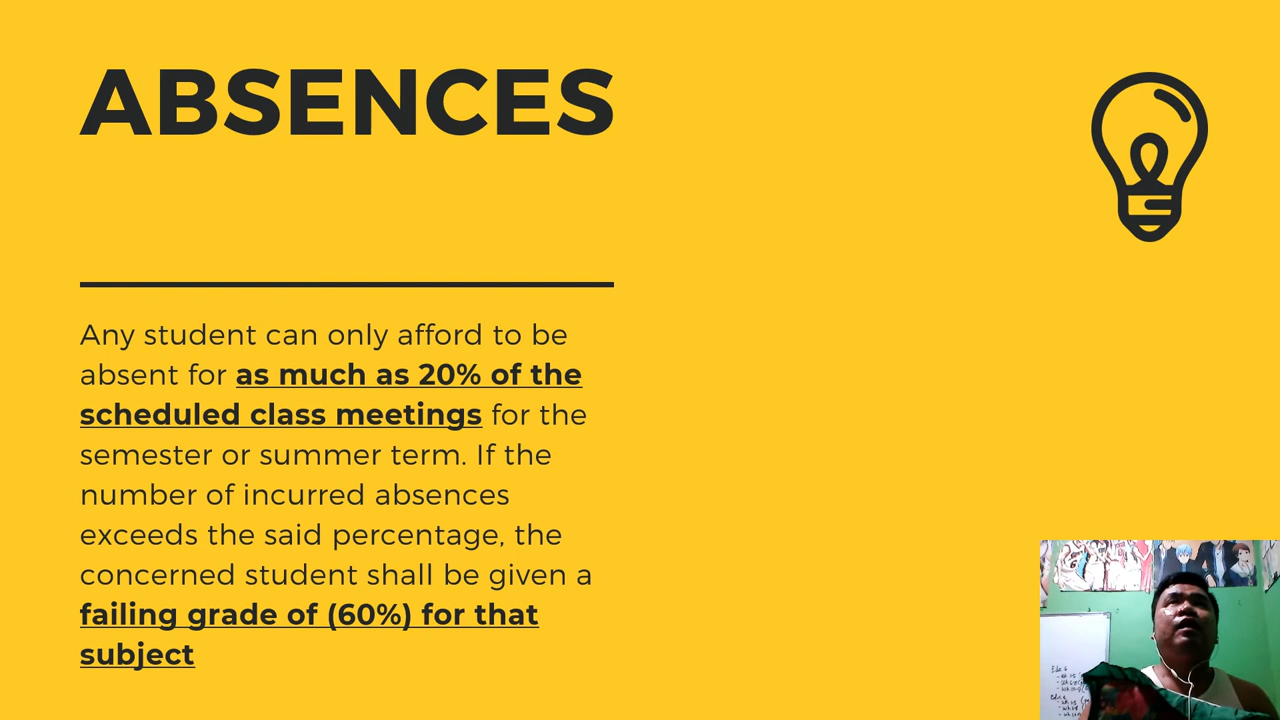 ABSENCES
Any student can only afford to be
absent for as much as 20% of the
scheduled class meetings for the
semester or summer term. If the
number of incurred absences
exceeds the said percentage, the
concerned student shall be given a
failing grade of (60%) for that
subject